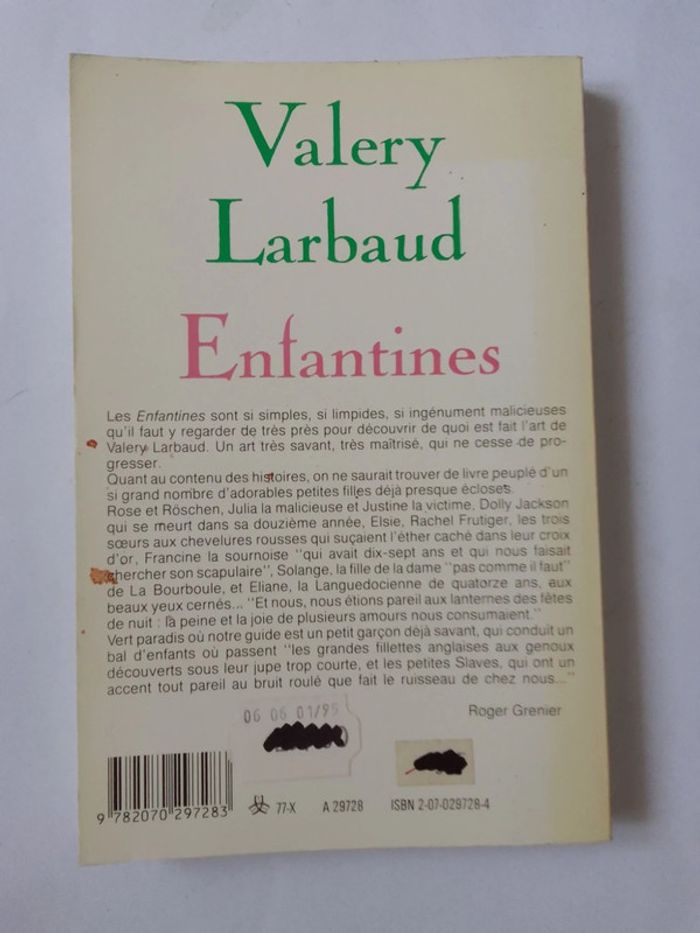 Valery
Larbaud
Enfantines
Les Enfantines sont si simples, si limpides, si ingénument malicieuses
qu'il faut y regarder de très près pour découvrir de quoi est fait l'art de
Valery Larbaud. Un art très savant, très maîtrisé, qui ne cesse de pro-
gresser.
Quant au contenu des histoires, on ne saurait trouver de livre peuplé d'un
si grand nombre d'adorables petites filles déjà presque écloses.
Rose et Röschen, Julia la malicieuse et Justine la victime, Dolly Jackson
qui se meurt dans sa douzième année, Elsie, Rachel Frutiger, les trois
sœurs aux chevelures rousses qui suçaient l'éther caché dans leur croix
d'or, Francine la sournoise "qui avait dix-sept ans et qui nous faisait
chercher son scapulaire", Solange, la fille de la dame "pas comme il faut"
de La Bourboule, et Eliane, la Languedocienne de quatorze ans, aux
beaux yeux cernés... "Et nous, nous étions pareil aux lanternes des fêtes
de nuit : la peine et la joie de plusieurs amours nous consumaient."
Vert paradis où notre guide est un petit garçon déjà savant, qui conduit un
bal d'enfants où passent "les grandes fillettes anglaises aux genoux
découverts sous leur jupe trop courte, et les petites Slaves, qui ont un
accent tout pareil au bruit roulé que fait le ruisseau de chez nous..."
Roger Grenier
06 06 01/95
9 782070 297283
77-X A 29728 ISBN 2-07-029728-4